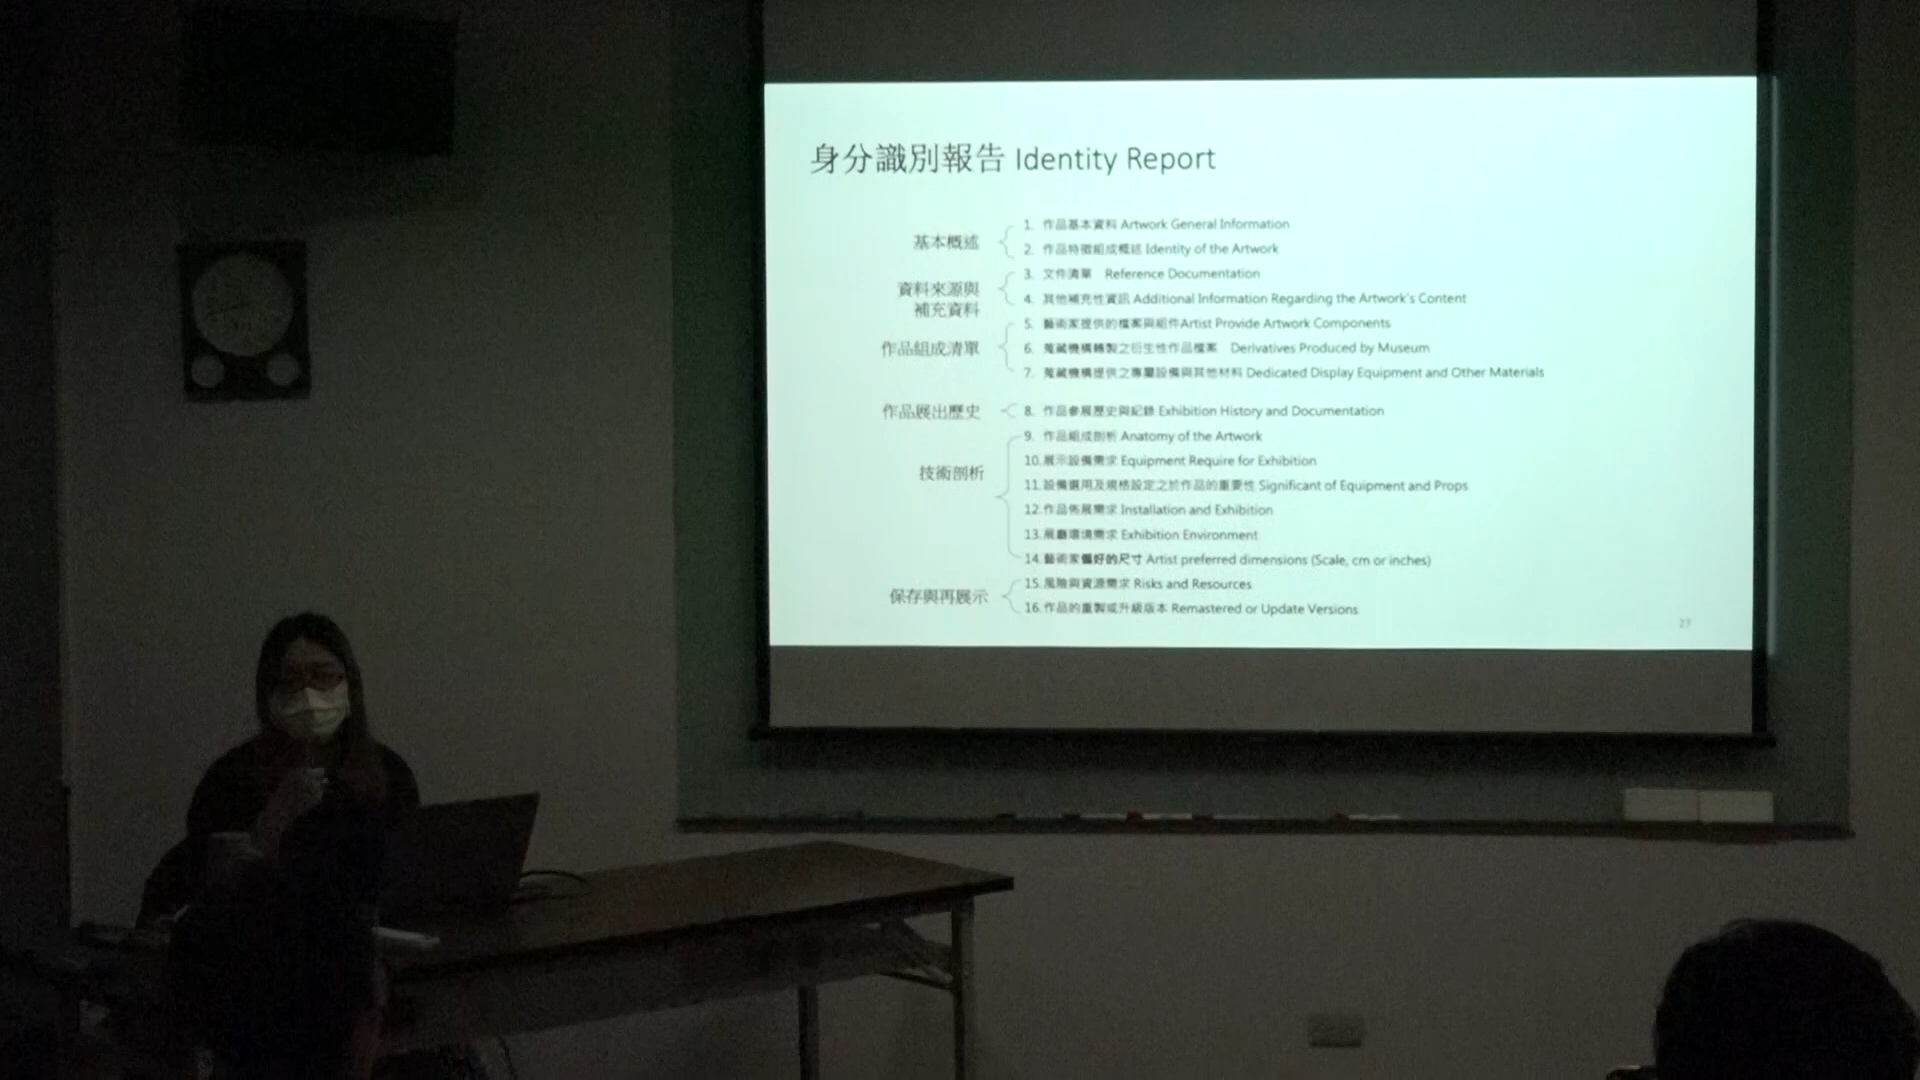 身分識別報告 Identity Report
基本概述
1. 作品基本資料 Artwork General Information
2. 作品特徵組成概述 Identity of the Artwork
資料來源與
補充資料
3. 文件清單 Reference Documentation
4. 其他補充性資訊 Additional Information Regarding the Artwork's Content
作品組成清單
5. 藝術家提供的檔案與組件Artist Provide Artwork Components
6. 蒐藏機構轉製之衍生性作品檔案 Derivatives Produced by Museum
7. 蒐藏機構提供之專屬設備與其他材料 Dedicated Display Equipment and Other Materials
作品展出歷史
8. 作品參展歷史與紀錄 Exhibition History and Documentation
技術剖析
9. 作品組成剖析 Anatomy of the Artwork
10.展示設備需求 Equipment Require for Exhibition
11.設備選用及規格設定之於作品的重要性 Significant of Equipment and Props
12.作品佈展需求 Installation and Exhibition
13.展廳環境需求 Exhibition Environment
14.藝術家偏好的尺寸 Artist preferred dimensions (Scale, cm or inches)
保存與再展示
15.風險與資源需求 Risks and Resources
16.作品的重製或升級版本 Remastered or Update Versions
27